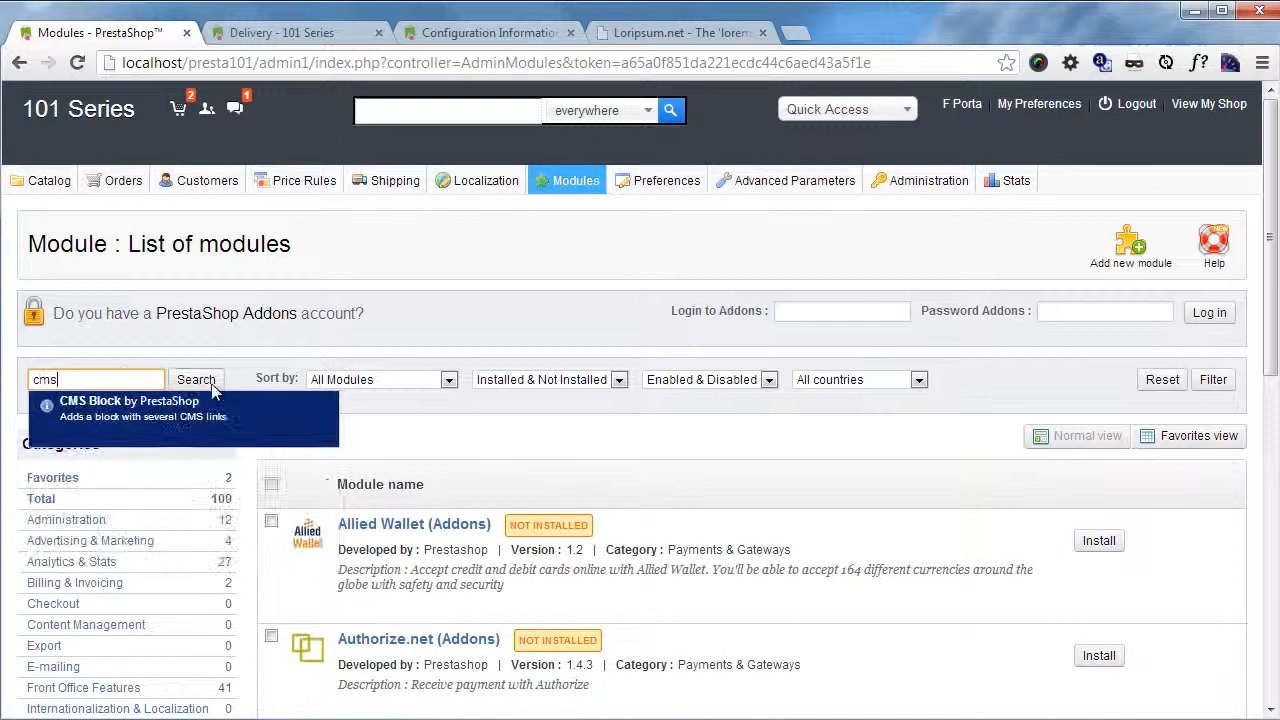 Modules - PrestaShop™
Delivery - 101 Series
Configuration Informatio
Loripsum.net - The 'lorem
localhost/presta101/admin1/index.php?controller=AdminModules&token=a65a0f851da221ecdc44c6aed43a5f1e
101 Series
2
1
everywhere
Quick Access
F Porta
My Preferences
Logout
View My Shop
Catalog
Orders
Customers
Price Rules
Shipping
Localization
Modules
Preferences
Advanced Parameters
Administration
Stats
Module : List of modules
Add new module
NEW
Help
Do you have a PrestaShop Addons account?
Login to Addons :
Password Addons :
Log in
cms
Search
Sort by:
All Modules
Installed & Not Installed
Enabled & Disabled
All countries
Reset
Filter
CMS Block by PrestaShop
Adds a block with several CMS links
Normal view
Favorites view
Favorites 2
Total 109
Administration 12
Advertising & Marketing 4
Analytics & Stats 27
Billing & Invoicing 2
Checkout 0
Content Management 0
Export 0
E-mailing 0
Front Office Features 41
Internationalization & Localization 0
Module name
Allied Wallet
Allied Wallet (Addons)
NOT INSTALLED
Developed by : Prestashop | Version : 1.2 | Category : Payments & Gateways
Description : Accept credit and debit cards online with Allied Wallet. You'll be able to accept 164 different currencies around the
globe with safety and security
Install
Authorize.net (Addons)
NOT INSTALLED
Developed by : Prestashop | Version : 1.4.3 | Category : Payments & Gateways
Description : Receive payment with Authorize
Install